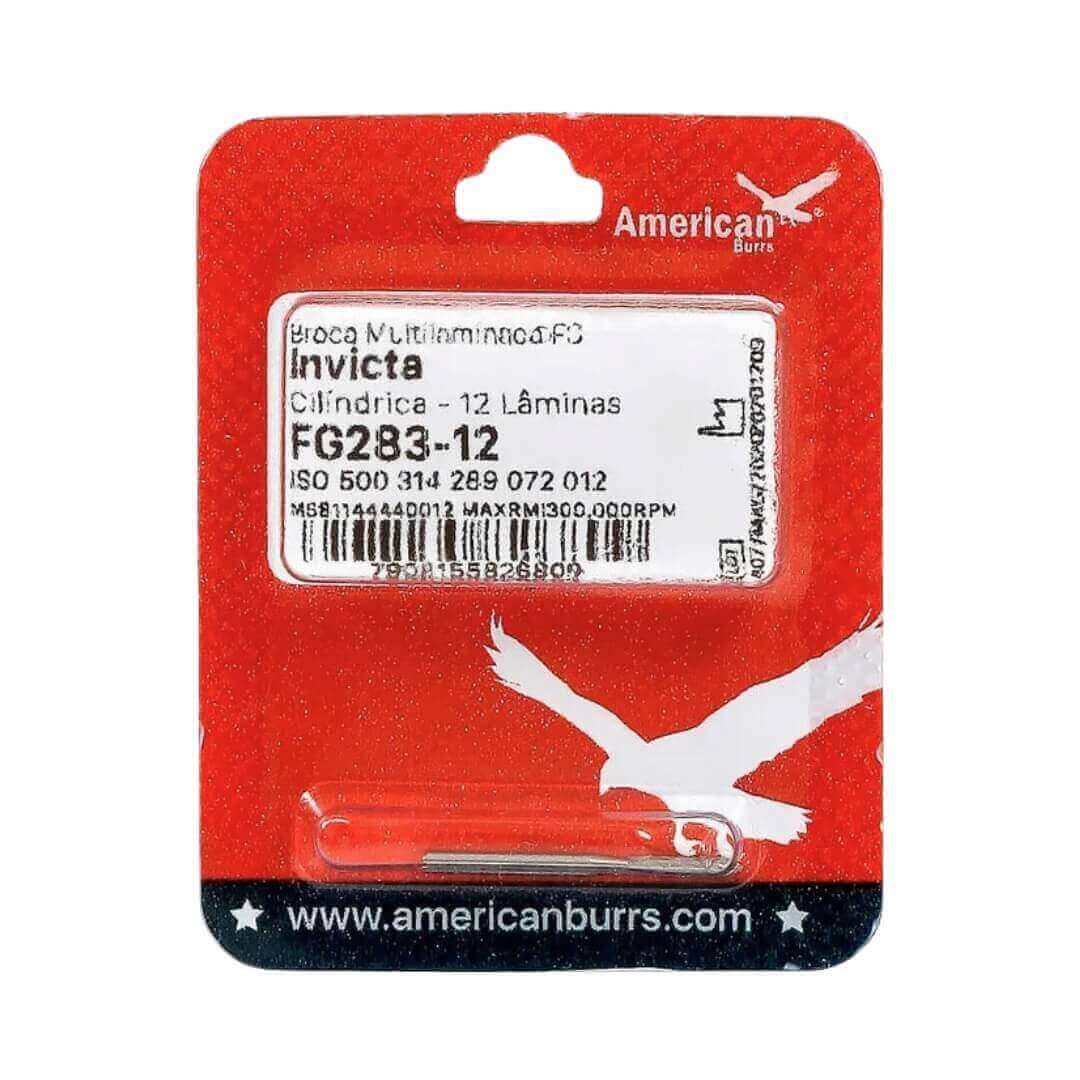 American
Burrs
Broca Multilaminada FG
Invicta
Cilíndrica - 12 Lâminas
FG283-12
ISO 500 314 289 072 012
MS81144440012 MAXRMI300.000RPM
www.americanburrs.com